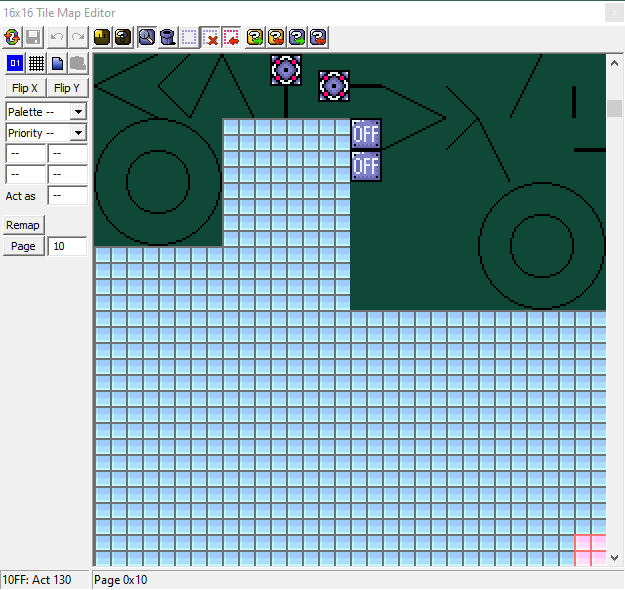 16x16 Tile Map Editor
01
Flip X Flip Y
Palette --
Priority --
-- --
-- --
Act as --
Remap
Page 10
OFF
OFF
10FF: Act 130 Page 0x10